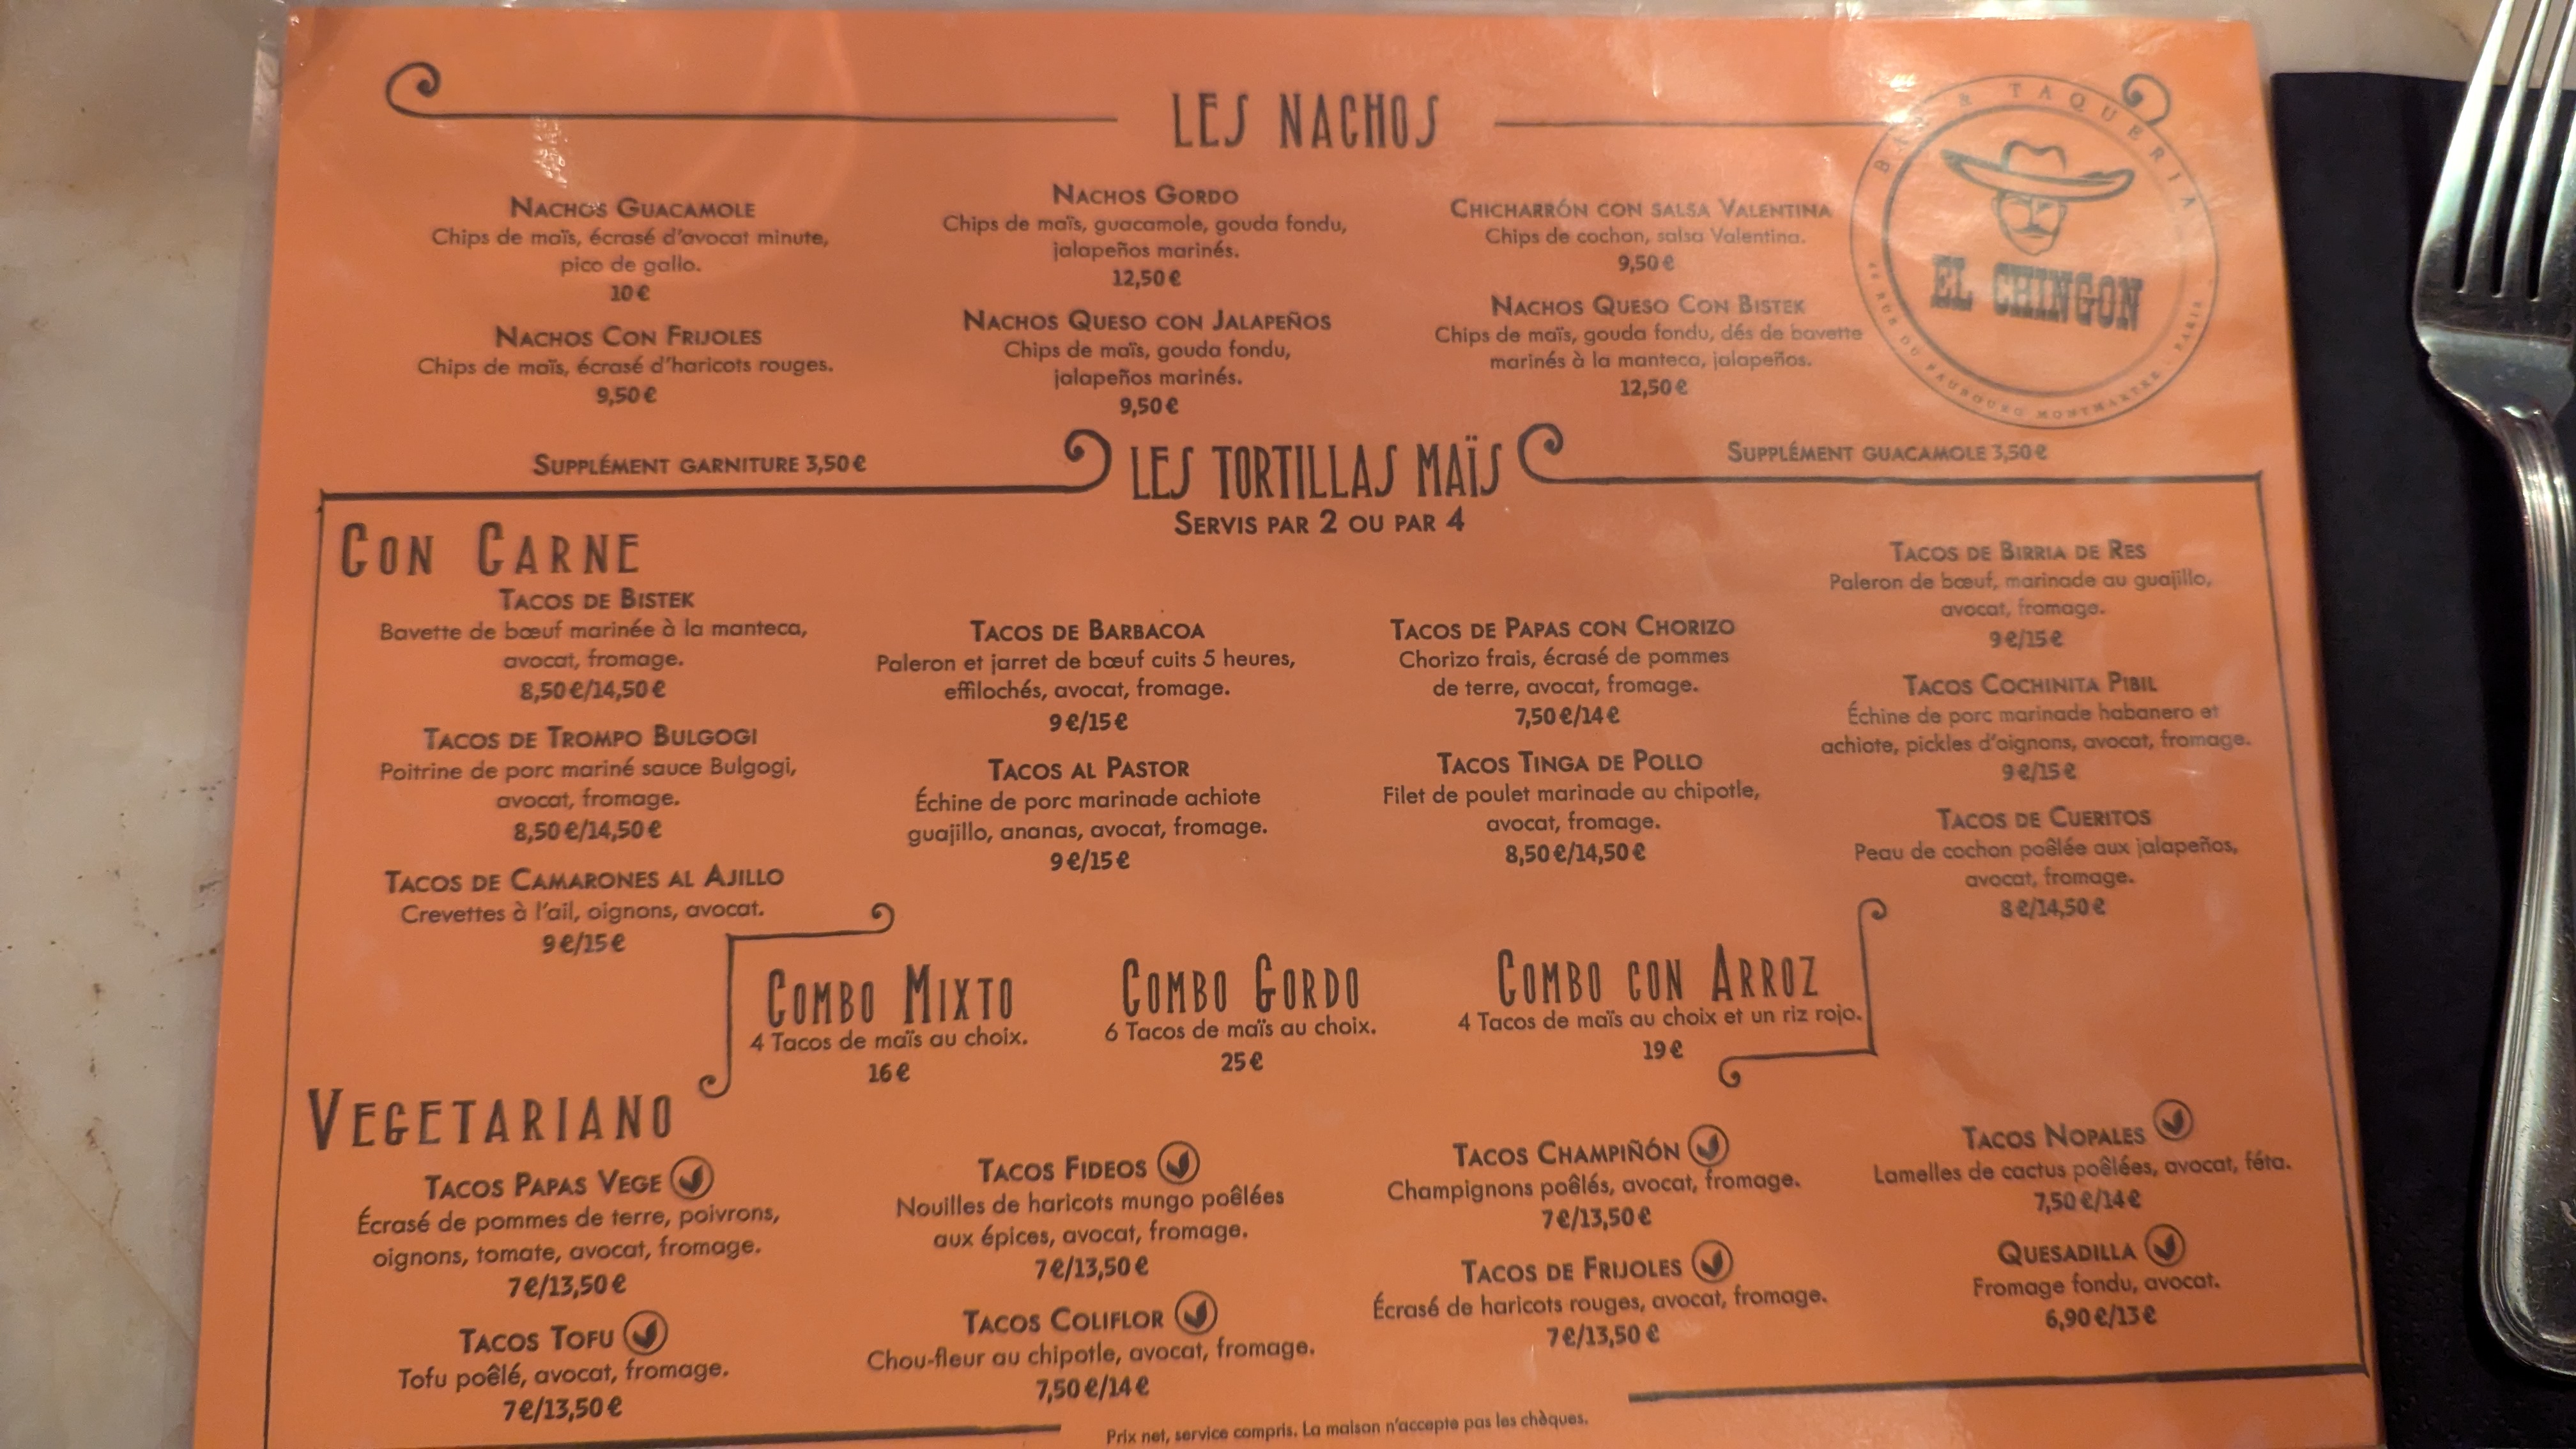 LES NACHOS
NACHOS GUACAMOLE
Chips de maïs, écrasé d'avocat minute,
pico de gallo.
10 €
NACHOS CON FRIJOLES
Chips de maïs, écrasé d'haricots rouges.
9,50 €
NACHOS GORDO
Chips de maïs, guacamole, gouda fondu,
jalapeños marinés.
12,50 €
NACHOS QUESO CON JALAPEÑOS
Chips de maïs, gouda fondu,
jalapeños marinés.
9,50 €
CHICHARRÓN CON SALSA VALENTINA
Chips de cochon, salsa Valentina.
9,50 €
NACHOS QUESO CON BISTEK
Chips de maïs, gouda fondu, dés de bavette
marinés à la manteca, jalapeños.
12,50 €
BAR & TAQUERIA
EL CHINGON
RUE DU FAUBOURG MONTMARTRE - PARIS
SUPPLÉMENT GARNITURE 3,50 €
SUPPLÉMENT GUACAMOLE 3,50 €
LES TORTILLAS MAÏS
SERVIS PAR 2 OU PAR 4
CON CARNE
TACOS DE BISTEK
Bavette de bœuf marinée à la manteca,
avocat, fromage.
8,50 €/14,50 €
TACOS DE TROMPO BULGOGI
Poitrine de porc mariné sauce Bulgogi,
avocat, fromage.
8,50 €/14,50 €
TACOS DE CAMARONES AL AJILLO
Crevettes à l'ail, oignons, avocat.
9 €/15 €
TACOS DE BARBACOA
Paleron et jarret de bœuf cuits 5 heures,
effilochés, avocat, fromage.
9 €/15 €
TACOS AL PASTOR
Échine de porc marinade achiote
guajillo, ananas, avocat, fromage.
9 €/15 €
TACOS DE PAPAS CON CHORIZO
Chorizo frais, écrasé de pommes
de terre, avocat, fromage.
7,50 €/14 €
TACOS TINGA DE POLLO
Filet de poulet marinade au chipotle,
avocat, fromage.
8,50 €/14,50 €
TACOS DE BIRRIA DE RES
Paleron de bœuf, marinade au guajillo,
avocat, fromage.
9 €/15 €
TACOS COCHINITA PIBIL
Échine de porc marinade habanero et
achiote, pickles d'oignons, avocat, fromage.
9 €/15 €
TACOS DE CUERITOS
Peau de cochon poêlée aux jalapeños,
avocat, fromage.
8 €/14,50 €
COMBO MIXTO
4 Tacos de maïs au choix.
16 €
COMBO GORDO
6 Tacos de maïs au choix.
25 €
COMBO CON ARROZ
4 Tacos de maïs au choix et un riz rojo.
19 €
VEGETARIANO
TACOS PAPAS VEGE
Écrasé de pommes de terre, poivrons,
oignons, tomate, avocat, fromage.
7 €/13,50 €
TACOS TOFU
Tofu poêlé, avocat, fromage.
7 €/13,50 €
TACOS FIDEOS
Nouilles de haricots mungo poêlées
aux épices, avocat, fromage.
7 €/13,50 €
TACOS COLIFLOR
Chou-fleur au chipotle, avocat, fromage.
7,50 €/14 €
TACOS CHAMPIÑÓN
Champignons poêlés, avocat, fromage.
7 €/13,50 €
TACOS DE FRIJOLES
Écrasé de haricots rouges, avocat, fromage.
7 €/13,50 €
TACOS NOPALES
Lamelles de cactus poêlées, avocat, féta.
7,50 €/14 €
QUESADILLA
Fromage fondu, avocat.
6,90 €/13 €
Prix net, service compris. La maison n'accepte pas les chèques.